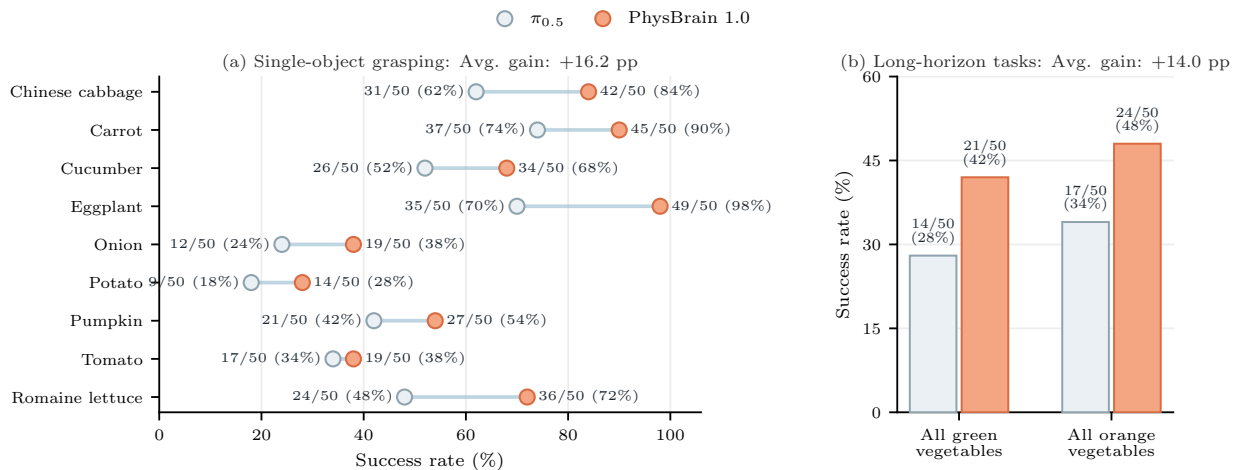 π0.5 PhysBrain 1.0
(a) Single-object grasping: Avg. gain: +16.2 pp
Chinese cabbage 31/50 (62%) 42/50 (84%)
Carrot 37/50 (74%) 45/50 (90%)
Cucumber 26/50 (52%) 34/50 (68%)
Eggplant 35/50 (70%) 49/50 (98%)
Onion 12/50 (24%) 19/50 (38%)
Potato 9/50 (18%) 14/50 (28%)
Pumpkin 21/50 (42%) 27/50 (54%)
Tomato 17/50 (34%) 19/50 (38%)
Romaine lettuce 24/50 (48%) 36/50 (72%)
0 20 40 60 80 100
Success rate (%)
(b) Long-horizon tasks: Avg. gain: +14.0 pp
60
45
30
15
0
Success rate (%)
14/50
(28%)
21/50
(42%)
17/50
(34%)
24/50
(48%)
All green
vegetables
All orange
vegetables